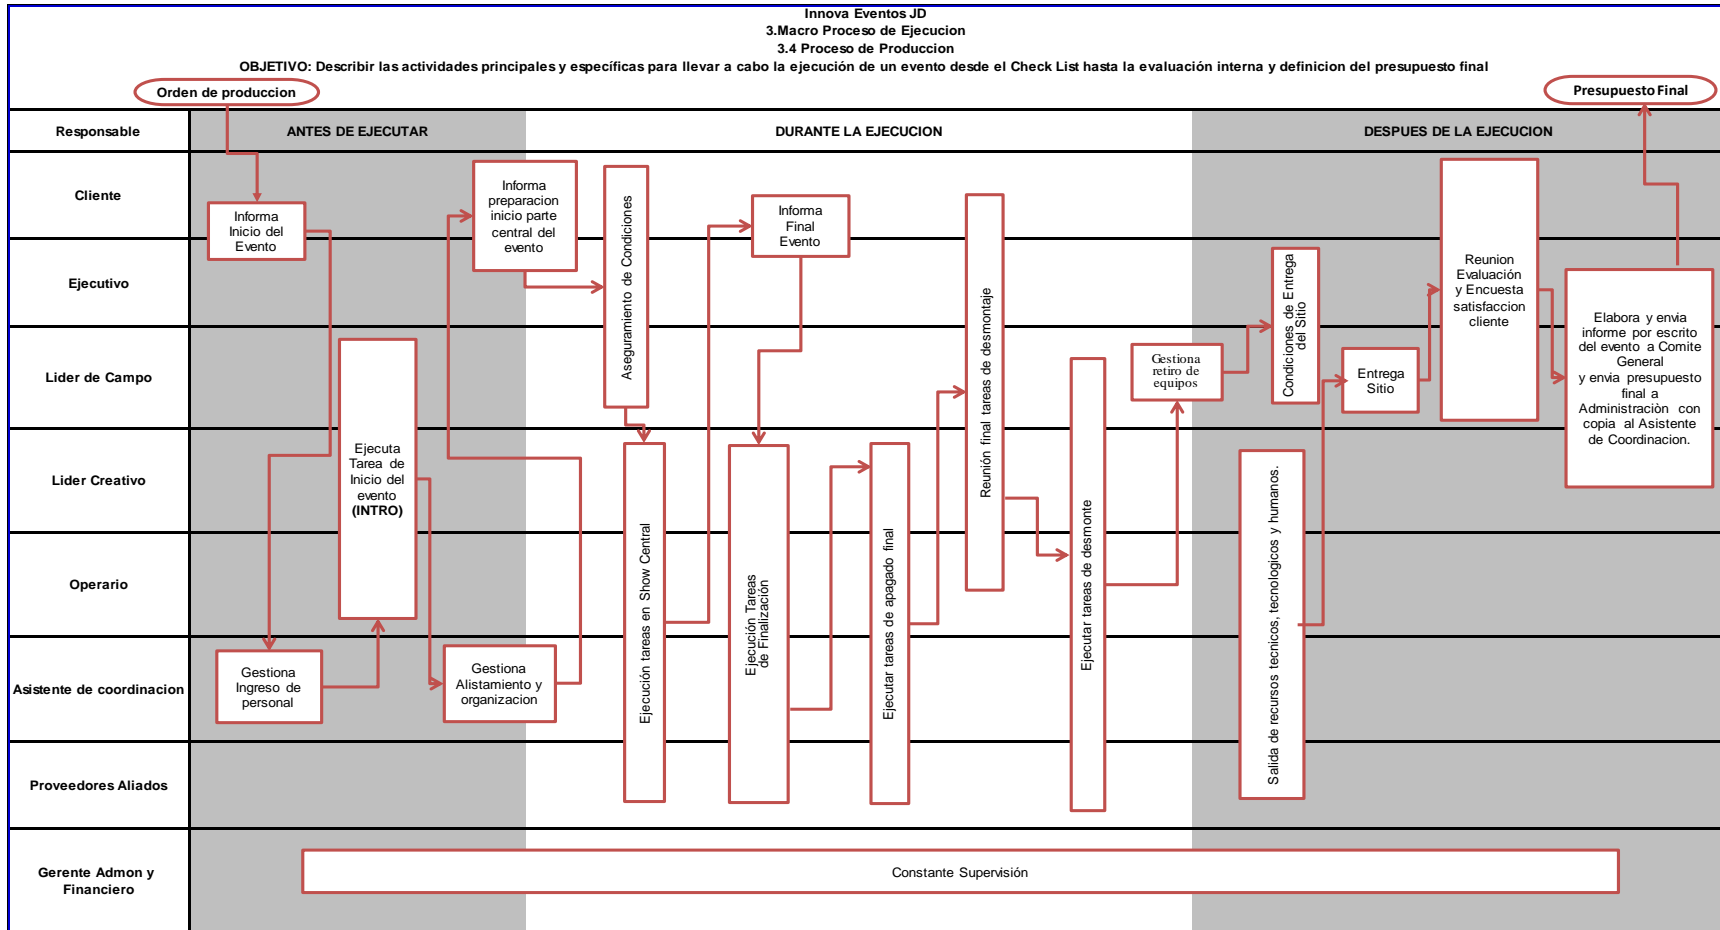 Innova Eventos JD
3.Macro Proceso de Ejecucion
3.4 Proceso de Produccion
OBJETIVO: Describir las actividades principales y específicas para llevar a cabo la ejecución de un evento desde el Check List hasta la evaluación interna y definicion del presupuesto final
Orden de produccion
Presupuesto Final
Responsable
ANTES DE EJECUTAR
DURANTE LA EJECUCION
DESPUES DE LA EJECUCION
Cliente
Informa
Inicio del
Evento
Informa
preparacion
inicio parte
central del
evento
Aseguramiento de Condiciones
Informa
Final
Evento
Reunión final tareas de desmontaje
Ejecutivo
Condiciones de Entrega
del Sitio
Reunion
Evaluación
y Encuesta
satisfaccion
cliente
Elabora y envia
informe por escrito
del evento a Comite
General
y envia presupuesto
final a
Administraciòn con
copia al Asistente
de Coordinacion.
Lider de Campo
Gestiona
retiro de
equipos
Entrega
Sitio
Lider Creativo
Ejecuta
Tarea de
Inicio del
evento
(INTRO)
Ejecución tareas en Show Central
Ejecución Tareas
de Finalización
Ejecutar tareas de apagado final
Ejecutar tareas de desmonte
Salida de recursos tecnicos, tecnologicos y humanos.
Operario
Asistente de coordinacion
Gestiona
Ingreso de
personal
Gestiona
Alistamiento y
organizacion
Proveedores Aliados
Gerente Admon y
Financiero
Constante Supervisión